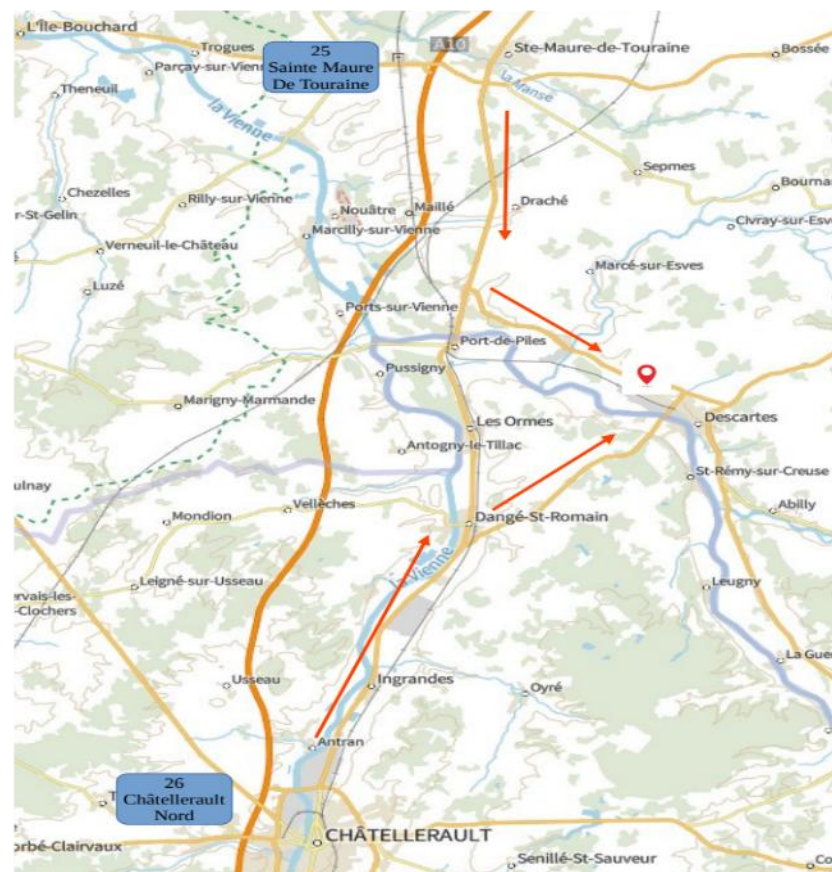 L'Île-Bouchard
Trogues
25
Sainte Maure
De Touraine
A10
Ste-Maure-de-Touraine
Bossée
Parçay-sur-Vien
la Vienne
la Manse
Theneuil
Sepmes
Chezelles
Rilly-sur-Vienne
Nouâtre
Maillé
Draché
Bourna
r-St-Gelin
Marcilly-sur-Vienne
Civray-sur-Esv
Verneuil-le-Château
Marcé-sur-Esves
Luzé
Ports-sur-Vienne
Port-de-Piles
Pussigny
Marigny-Marmande
Les Ormes
Descartes
Antogny-le-Tillac
St-Rémy-sur-Creuse
ulnay
Vellèches
Abilly
Mondion
Dangé-St-Romain
la Vienne
Leigné-sur-Usseau
Leugny
ervais-les-
-Clochers
La Gue
Usseau
Ingrandes
Oyré
Antran
26
Châtellerault
Nord
T
CHÂTELLERAULT
orbé-Clairvaux
Senillé-St-Sauveur
Co